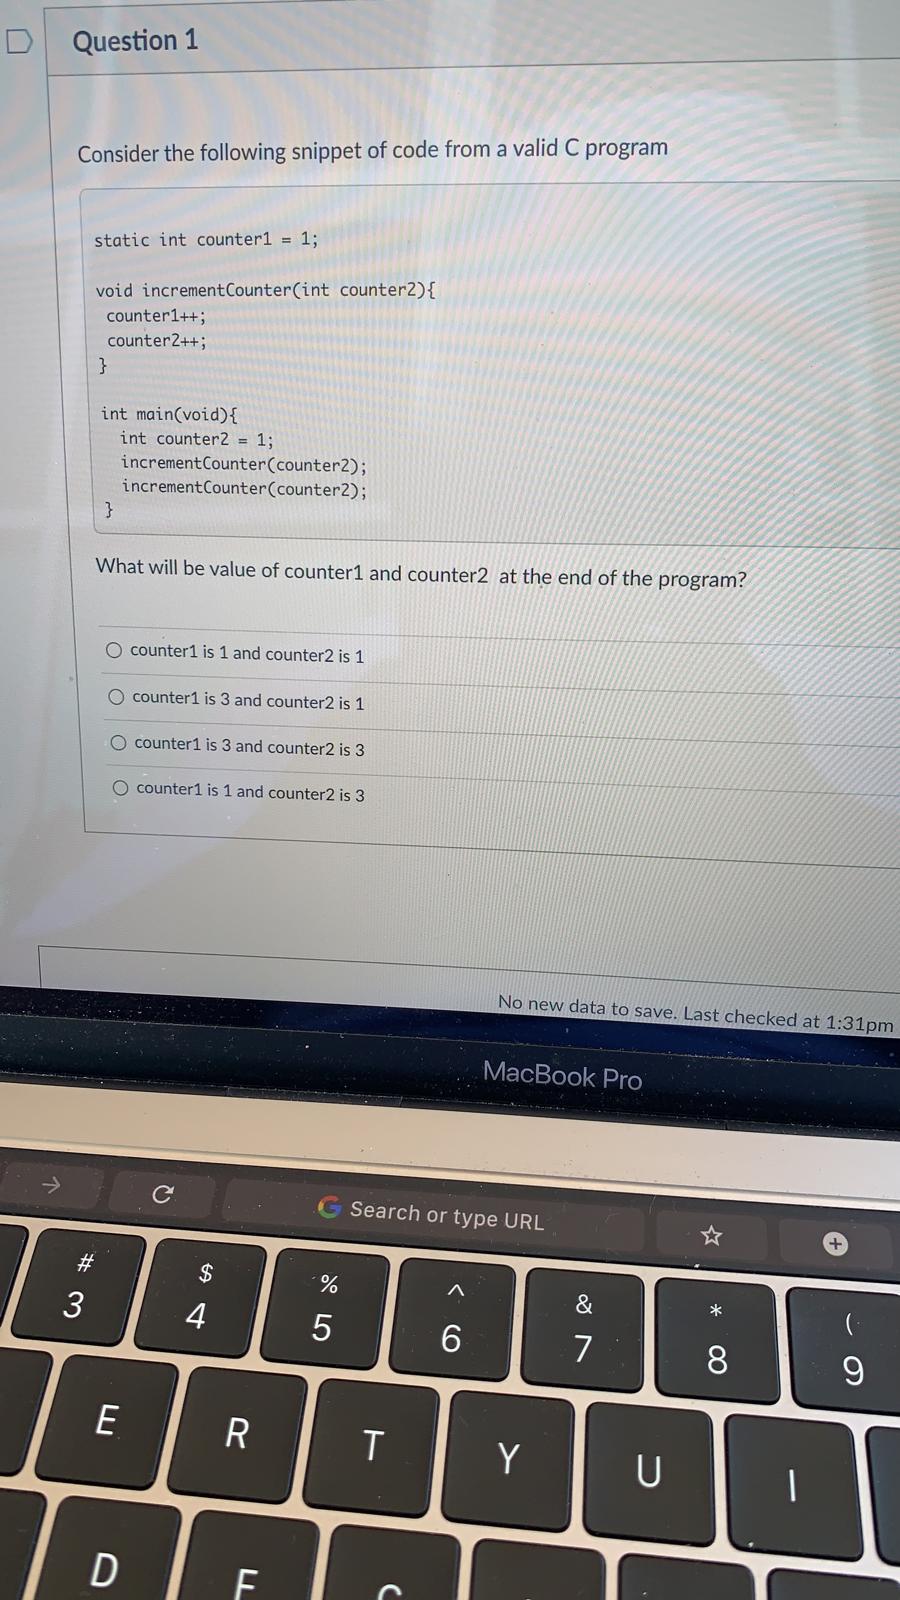 Question 1
Consider the following snippet of code from a valid C program
static int counter1 = 1;
void incrementCounter(int counter2){
counter1++;
counter2++;
}
int main(void){
int counter2 = 1;
incrementCounter(counter2);
incrementCounter(counter2);
}
What will be value of counter1 and counter2 at the end of the program?
counter1 is 1 and counter2 is 1
counter1 is 3 and counter2 is 1
counter1 is 3 and counter2 is 3
counter1 is 1 and counter2 is 3
No new data to save. Last checked at 1:31pm
MacBook Pro
Search or type URL
# $ % ^ & * (
3 4 5 6 7 8 9
E R T Y U I
D F